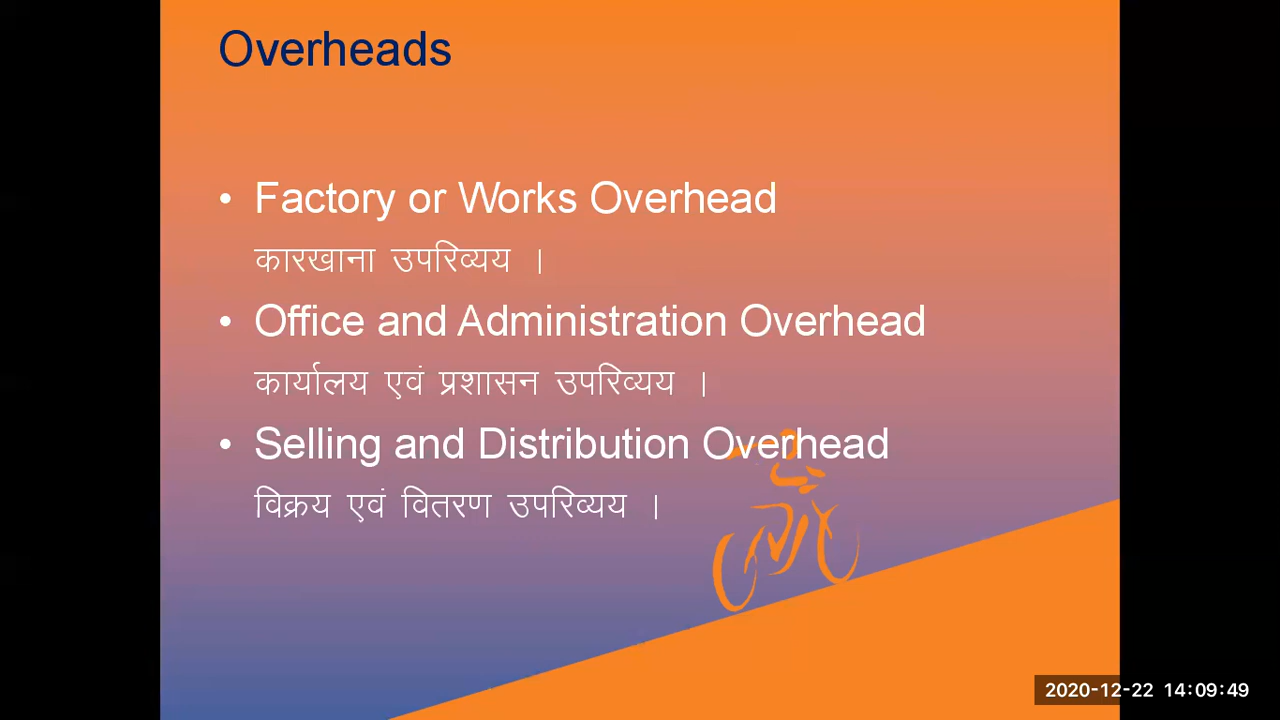 Overheads
• Factory or Works Overhead
कारखाना उपरिव्यय ।
• Office and Administration Overhead
कार्यालय एवं प्रशासन उपरिव्यय ।
• Selling and Distribution Overhead
विक्रय एवं वितरण उपरिव्यय ।
2020-12-22 14:09:49